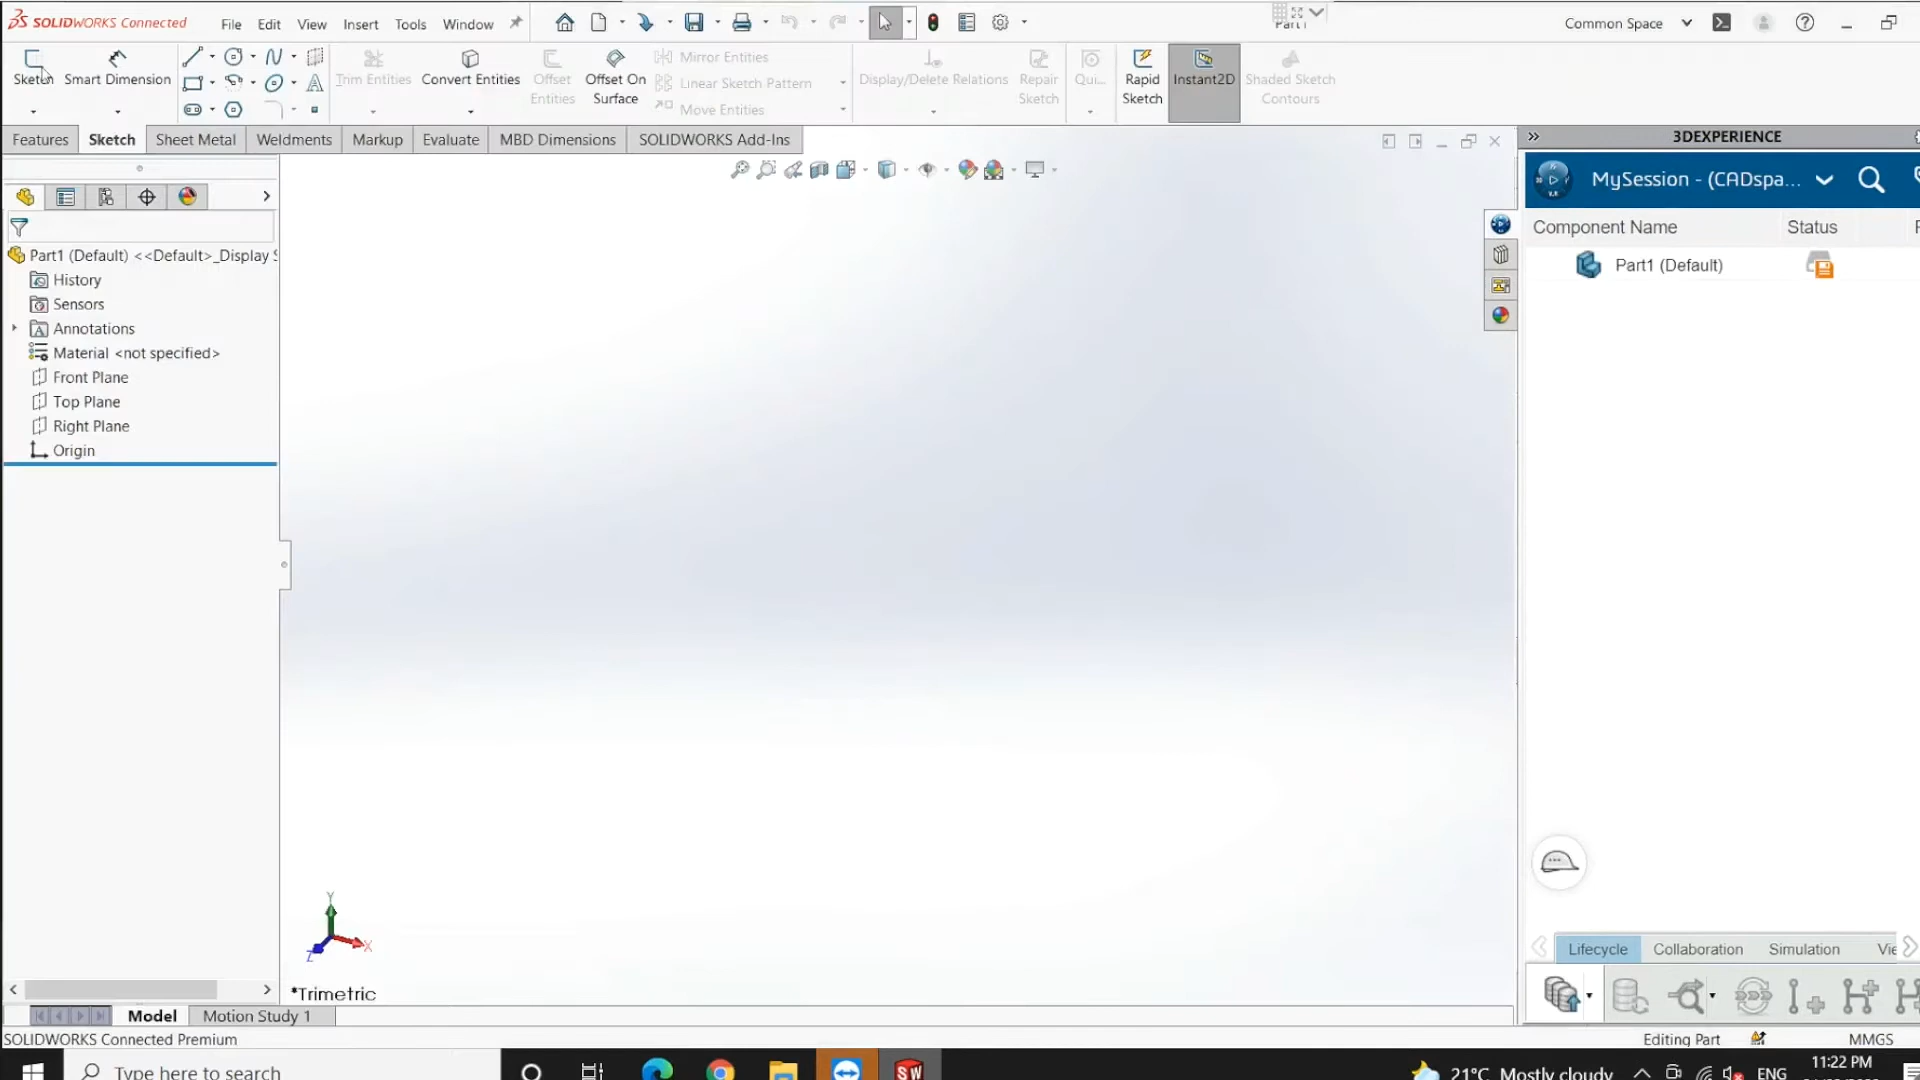 SOLIDWORKS Connected File Edit View Insert Tools Window
Part1
Common Space
Sketch Smart Dimension Trim Entities Convert Entities Offset Entities Offset On Surface
Mirror Entities
Linear Sketch Pattern
Move Entities
Display/Delete Relations Repair Sketch Qui... Rapid Sketch Instant2D Shaded Sketch Contours
Features Sketch Sheet Metal Weldments Markup Evaluate MBD Dimensions SOLIDWORKS Add-Ins
3DEXPERIENCE
MySession - (CADspa...
Component Name Status
Part1 (Default)
Part1 (Default) <<Default>_Display
History
Sensors
Annotations
Material <not specified>
Front Plane
Top Plane
Right Plane
Origin
Y
X
Z
*Trimetric
Lifecycle Collaboration Simulation Vie
Model Motion Study 1
SOLIDWORKS Connected Premium
Editing Part MMGS
Type here to search
SW
21°C Mostly cloudy ENG 11:22 PM